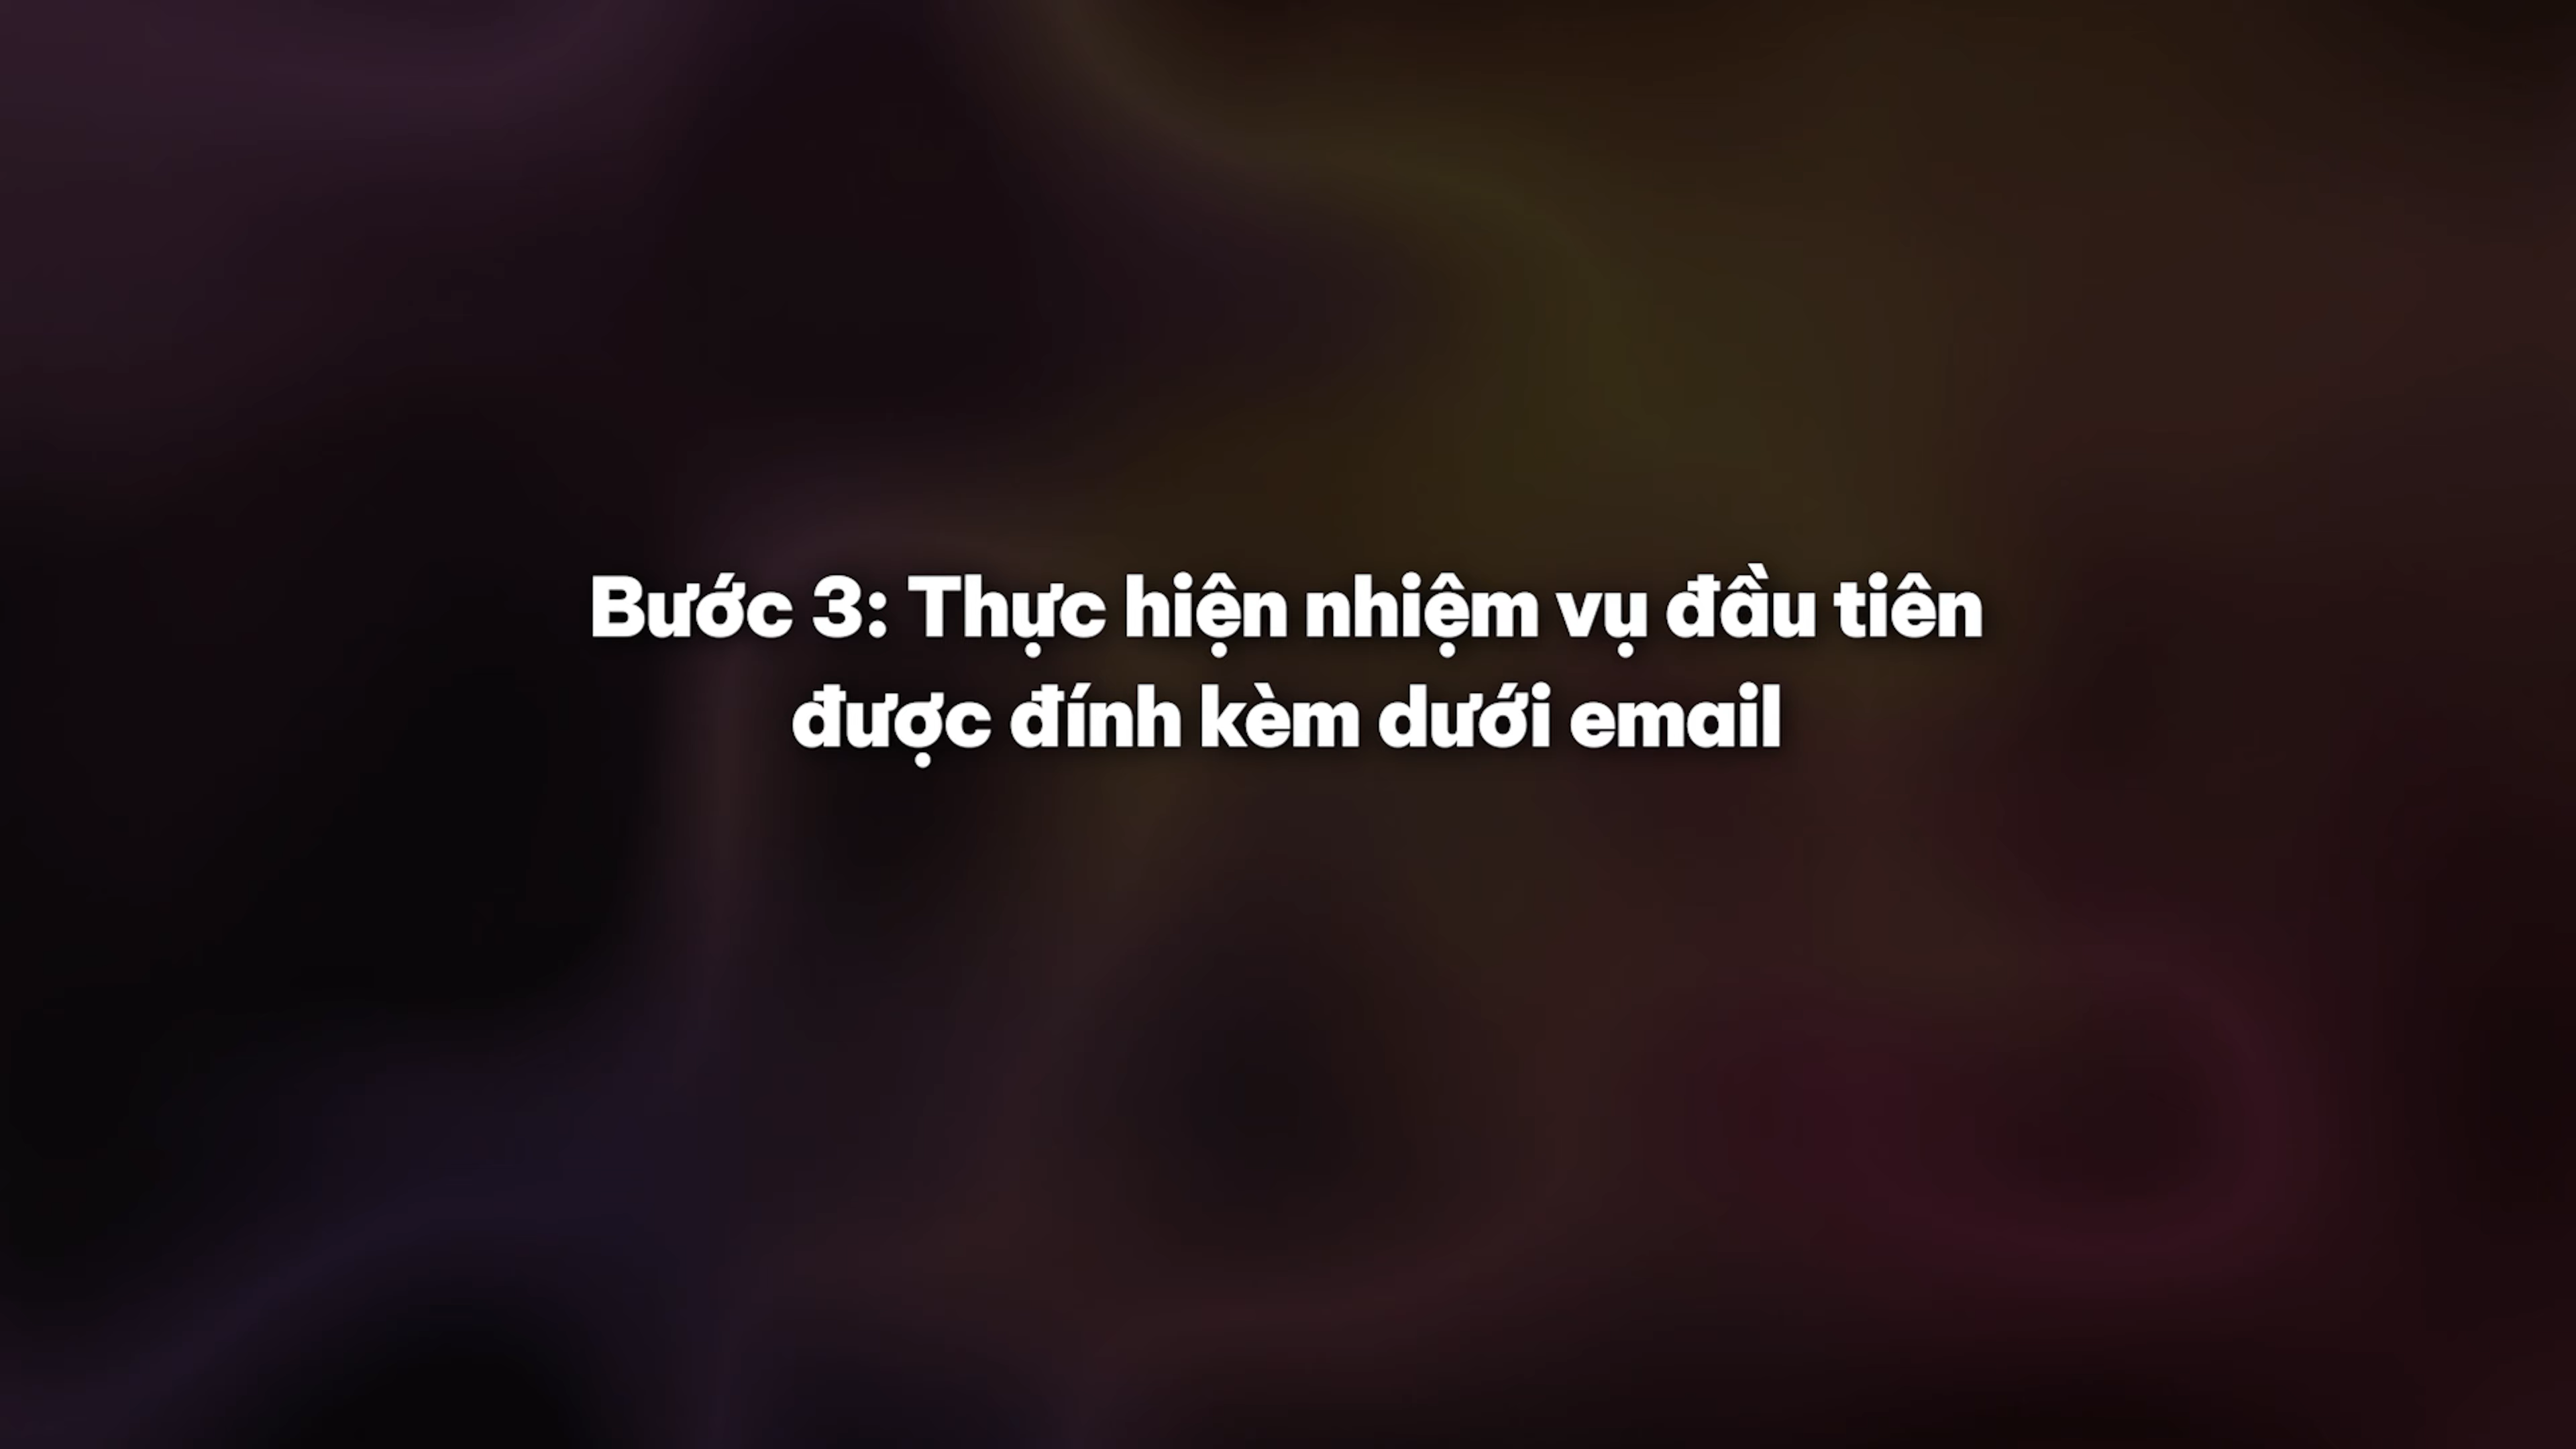 Bước 3: Thực hiện nhiệm vụ đầu tiên
được đính kèm dưới email